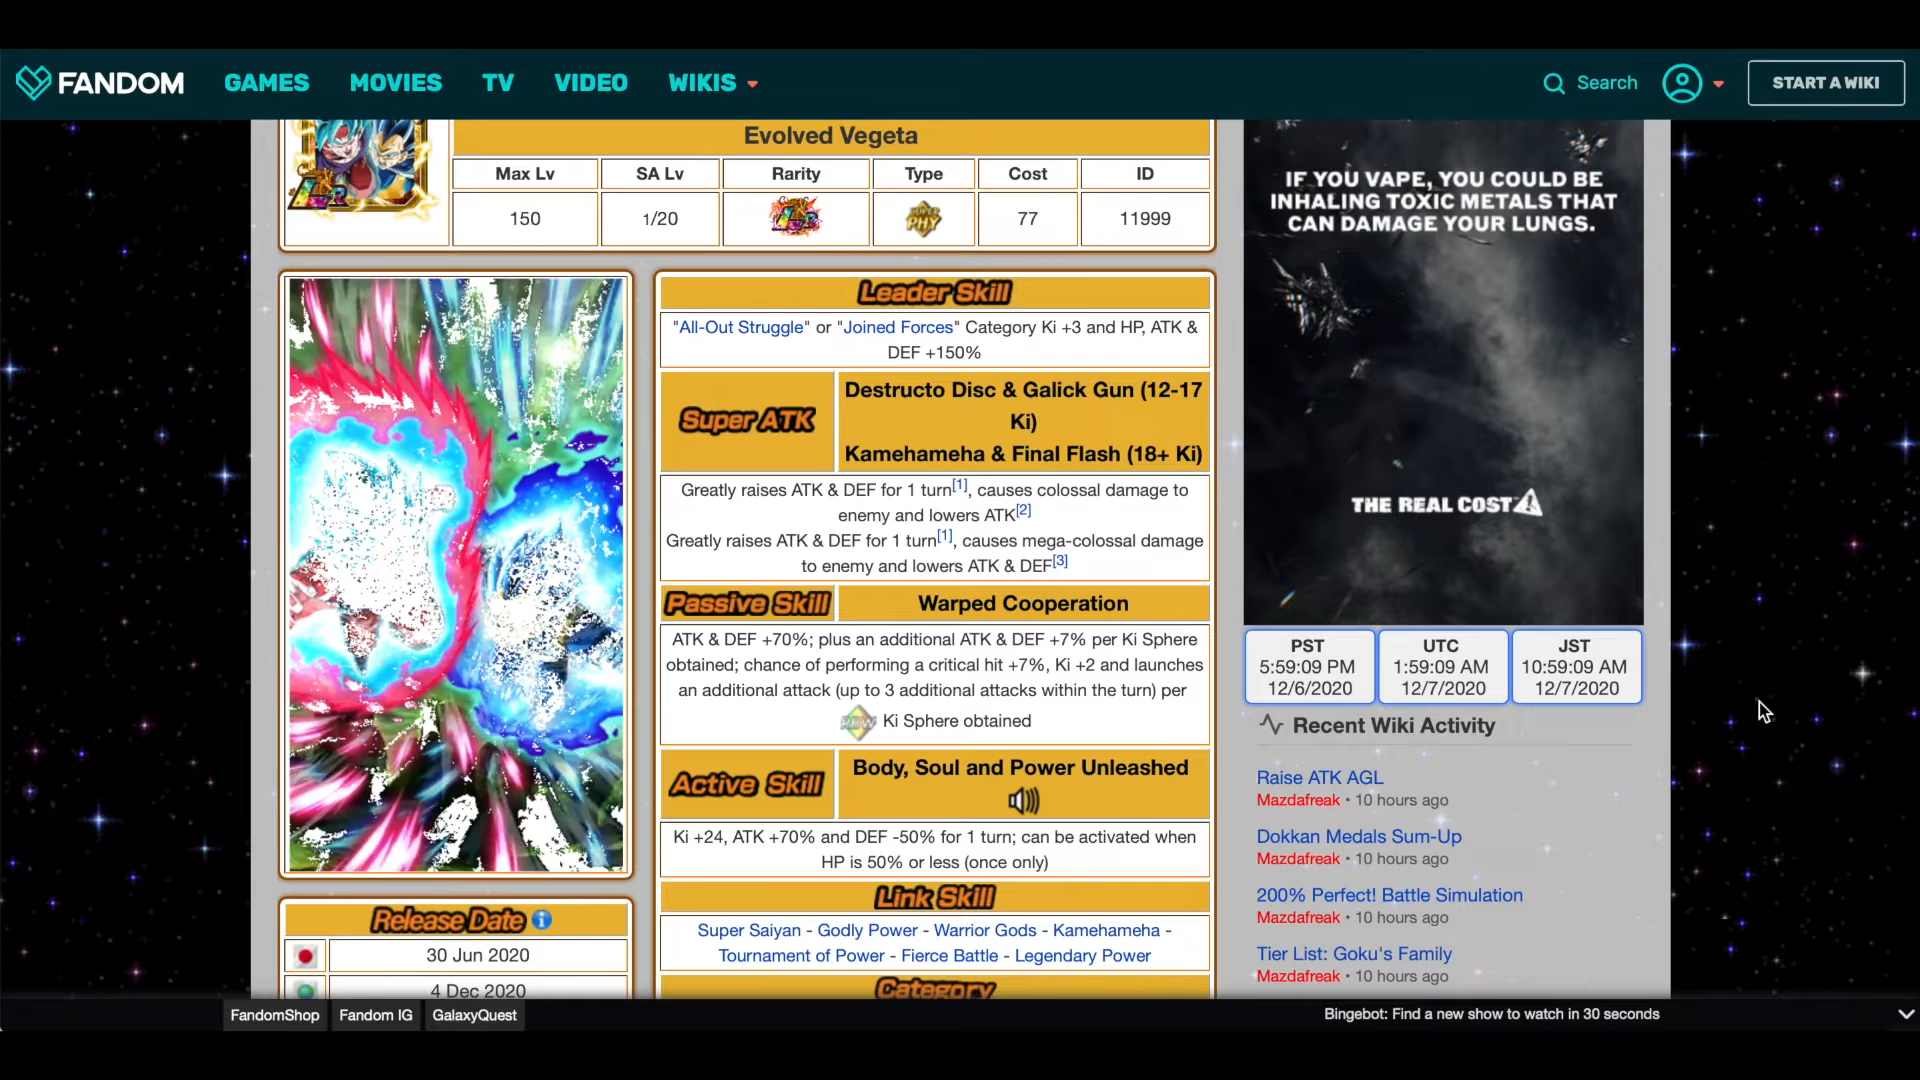 FANDOM
GAMES
MOVIES
TV
VIDEO
WIKIS
Search
START A WIKI
Evolved Vegeta
Max Lv
SA Lv
Rarity
Type
Cost
ID
150
1/20
LR
SUPER
PHY
77
11999
LR
Leader Skill
"All-Out Struggle" or "Joined Forces" Category Ki +3 and HP, ATK &
DEF +150%
Super ATK
Destructo Disc & Galick Gun (12-17
Ki)
Kamehameha & Final Flash (18+ Ki)
Greatly raises ATK & DEF for 1 turn[1], causes colossal damage to
enemy and lowers ATK[2]
Greatly raises ATK & DEF for 1 turn[1], causes mega-colossal damage
to enemy and lowers ATK & DEF[3]
Passive Skill
Warped Cooperation
ATK & DEF +70%; plus an additional ATK & DEF +7% per Ki Sphere
obtained; chance of performing a critical hit +7%, Ki +2 and launches
an additional attack (up to 3 additional attacks within the turn) per
Ki Sphere obtained
Active Skill
Body, Soul and Power Unleashed
Ki +24, ATK +70% and DEF -50% for 1 turn; can be activated when
HP is 50% or less (once only)
Link Skill
Super Saiyan - Godly Power - Warrior Gods - Kamehameha -
Tournament of Power - Fierce Battle - Legendary Power
Category
Release Date
30 Jun 2020
4 Dec 2020
IF YOU VAPE, YOU COULD BE
INHALING TOXIC METALS THAT
CAN DAMAGE YOUR LUNGS.
THE REAL COST
PST
5:59:09 PM
12/6/2020
UTC
1:59:09 AM
12/7/2020
JST
10:59:09 AM
12/7/2020
Recent Wiki Activity
Raise ATK AGL
Mazdafreak • 10 hours ago
Dokkan Medals Sum-Up
Mazdafreak • 10 hours ago
200% Perfect! Battle Simulation
Mazdafreak • 10 hours ago
Tier List: Goku's Family
Mazdafreak • 10 hours ago
FandomShop
Fandom IG
GalaxyQuest
Bingebot: Find a new show to watch in 30 seconds